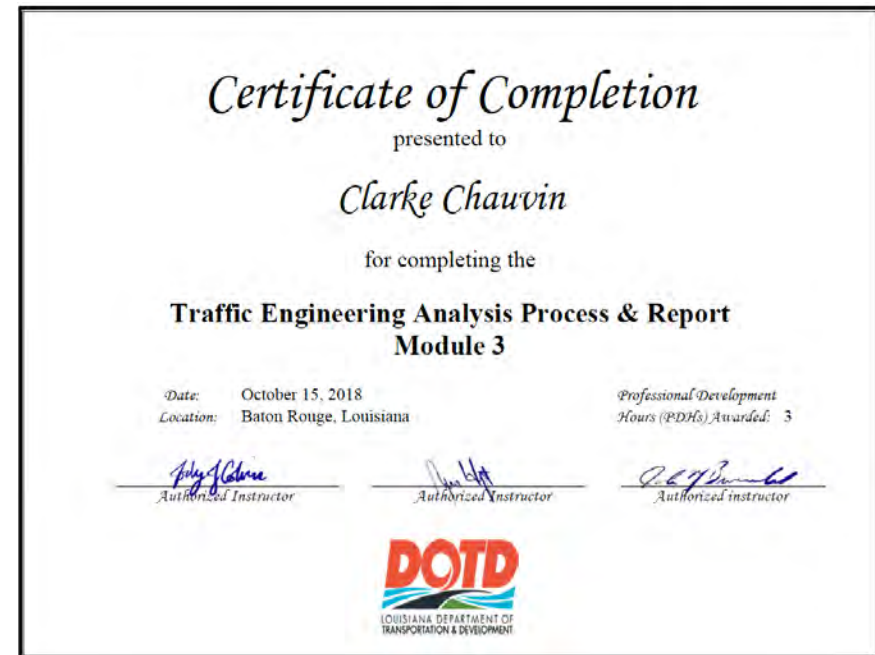 Certificate of Completion
presented to
Clarke Chauvin
for completing the
Traffic Engineering Analysis Process & Report
Module 3
Date: October 15, 2018
Location: Baton Rouge, Louisiana
Professional Development
Hours (PDHs) Awarded: 3
Authorized Instructor
Authorized Instructor
Authorized instructor
DOTD
LOUISIANA DEPARTMENT OF
TRANSPORTATION & DEVELOPMENT